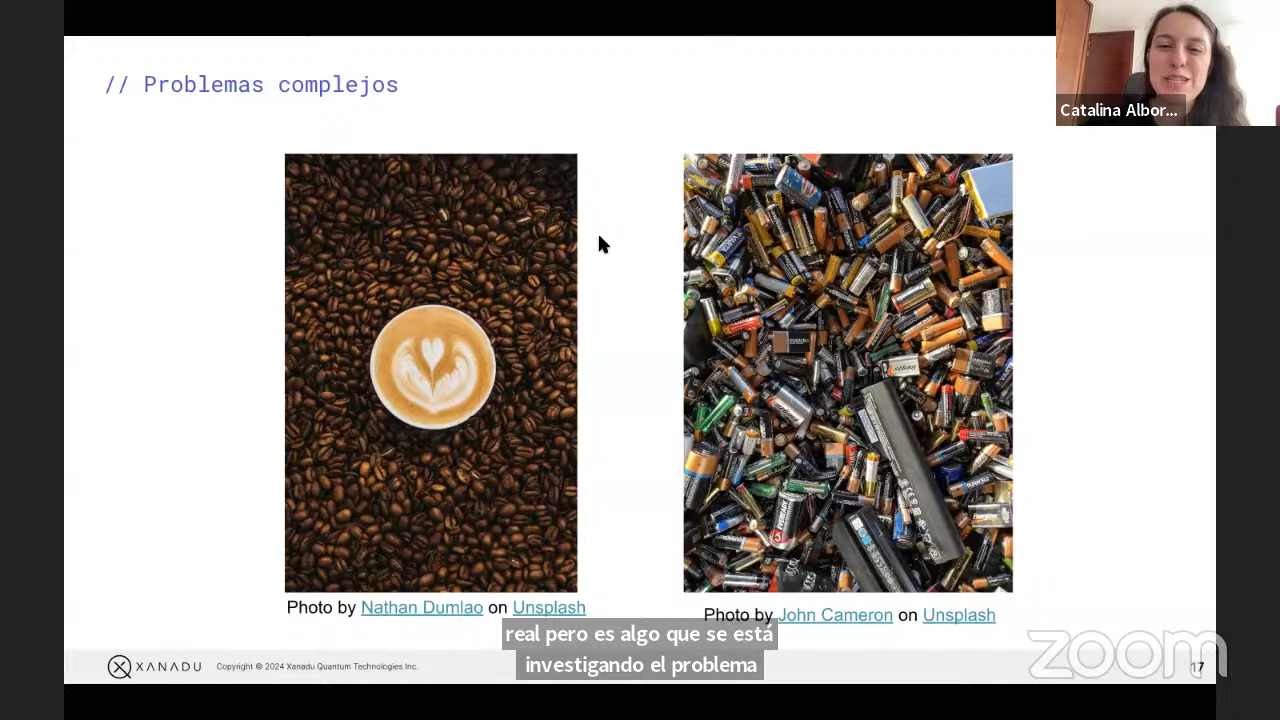 // Problemas complejos
Catalina Albor...
Photo by Nathan Dumlao on Unsplash
Photo by John Cameron on Unsplash
real pero es algo que se está
investigando el problema
XANADU
Copyright © 2024 Xanadu Quantum Technologies Inc.
zoom
17